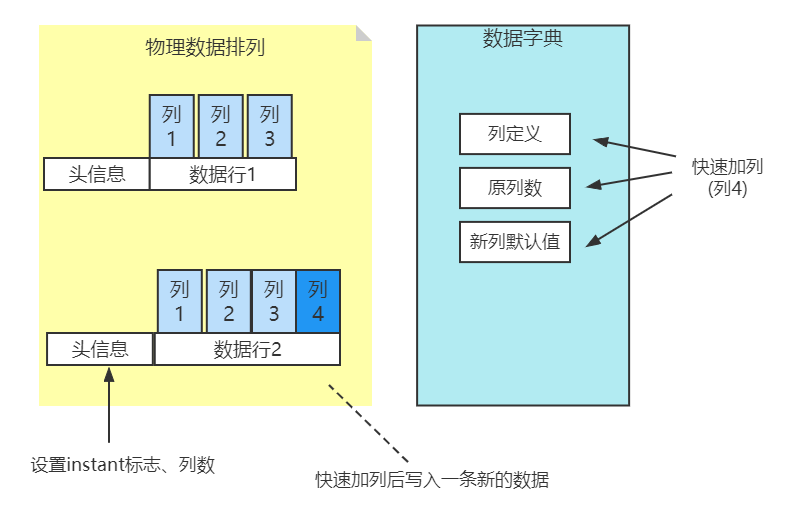 物理数据排列
列
1
列
2
列
3
头信息
数据行1
列
1
列
2
列
3
列
4
头信息
数据行2
设置instant标志、列数
快速加列后写入一条新的数据
数据字典
列定义
原列数
新列默认值
快速加列
(列4)